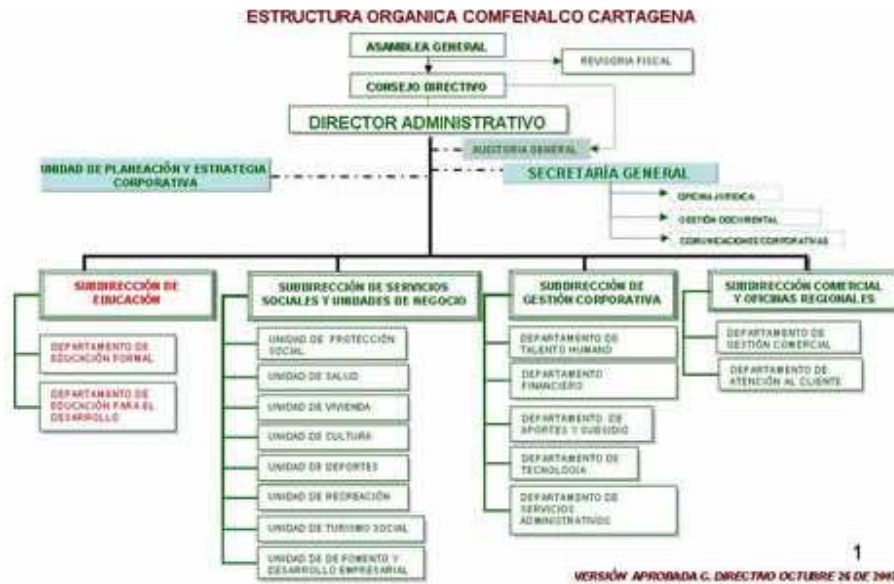 ESTRUCTURA ORGANICA COMFENALCO CARTAGENA
ASAMBLEA GENERAL
REVISORIA FISCAL
CONSEJO DIRECTIVO
DIRECTOR ADMINISTRATIVO
AUDITORIA GENERAL
UNIDAD DE PLANEACIÓN Y ESTRATEGIA
CORPORATIVA
SECRETARÍA GENERAL
OFICINA JURIDICA
GESTIÓN DOCUMENTAL
COMUNICACIONES CORPORATIVAS
SUBDIRECCIÓN DE
EDUCACIÓN
DEPARTAMENTO DE
EDUCACIÓN FORMAL
DEPARTAMENTO DE
EDUCACIÓN PARA EL
DESARROLLO
SUBDIRECCIÓN DE SERVICIOS
SOCIALES Y UNIDADES DE NEGOCIO
UNIDAD DE PROTECCIÓN
SOCIAL
UNIDAD DE SALUD
UNIDAD DE VIVIENDA
UNIDAD DE CULTURA
UNIDAD DE DEPORTES
UNIDAD DE RECREACIÓN
UNIDAD DE TURISMO SOCIAL
UNIDAD DE DE FOMENTO Y
DESARROLLO EMPRESARIAL
SUBDIRECCIÓN DE
GESTIÓN CORPORATIVA
DEPARTAMENTO DE
TALENTO HUMANO
DEPARTAMENTO
FINANCIERO
DEPARTAMENTO DE
APORTES Y SUBSIDIO
DEPARTAMENTO DE
TECNOLOGIA
DEPARTAMENTO DE
SERVICIOS
ADMINISTRATIVOS
SUBDIRECCIÓN COMERCIAL
Y OFICINAS REGIONALES
DEPARTAMENTO DE
GESTIÓN COMERCIAL
DEPARTAMENTO DE
ATENCIÓN AL CLIENTE
1
VERSIÓN APROBADA C. DIRECTIVO OCTUBRE 26 DE